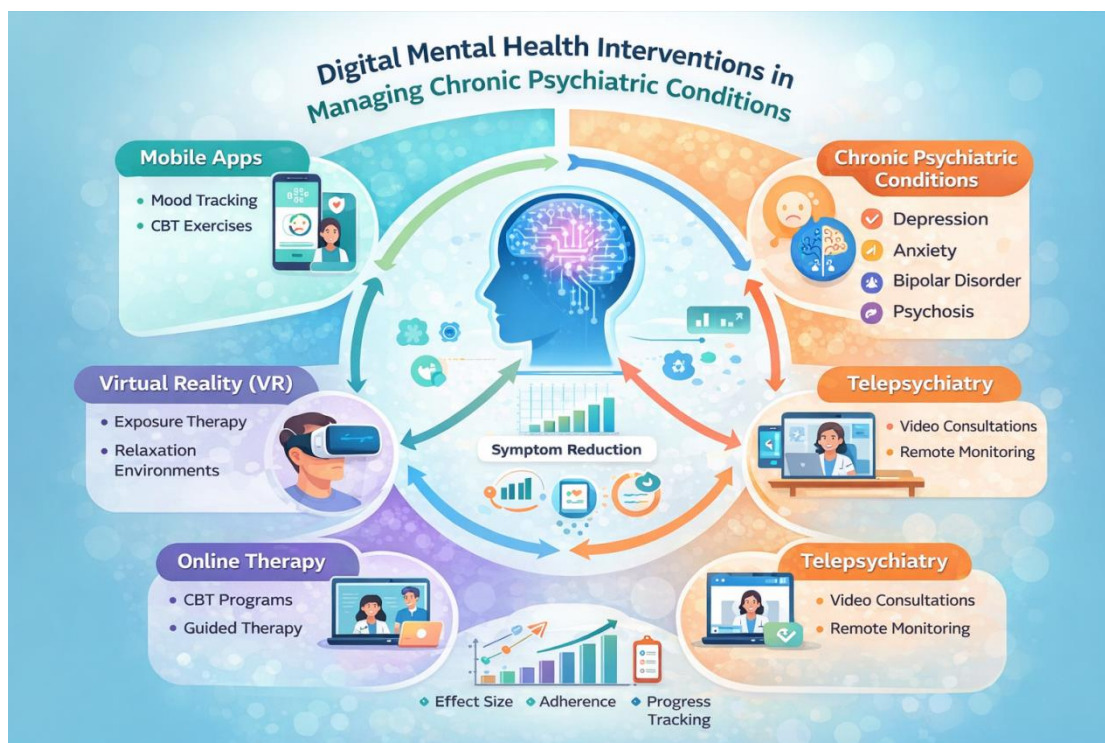 Digital Mental Health Interventions in
Managing Chronic Psychiatric Conditions
Mobile Apps
Mood Tracking
CBT Exercises
Chronic Psychiatric
Conditions
Depression
Anxiety
Bipolar Disorder
Psychosis
Virtual Reality (VR)
Exposure Therapy
Relaxation
Environments
Symptom Reduction
Telepsychiatry
Video Consultations
Remote Monitoring
Online Therapy
CBT Programs
Guided Therapy
Telepsychiatry
Video Consultations
Remote Monitoring
Effect Size Adherence Progress
Tracking